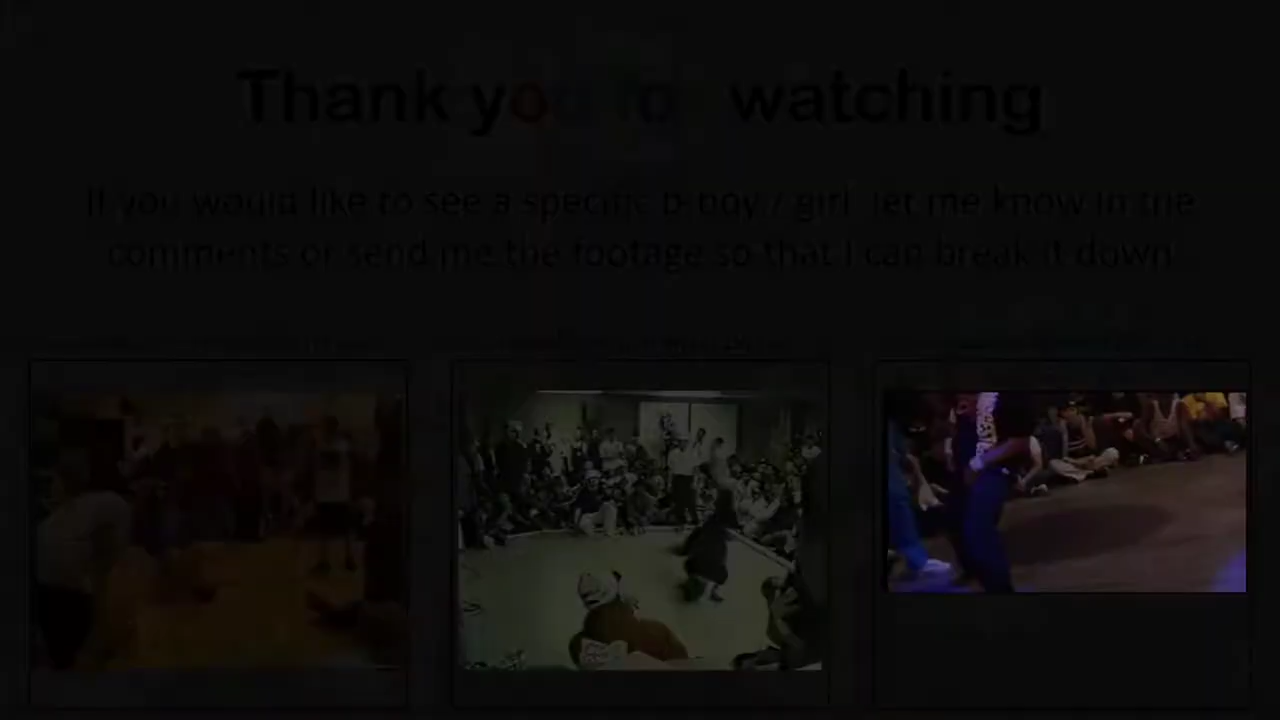 Thank you for watching
If you would like to see a specific b-boy / girl, let me know in the
comments or send me the footage so that I can break it down